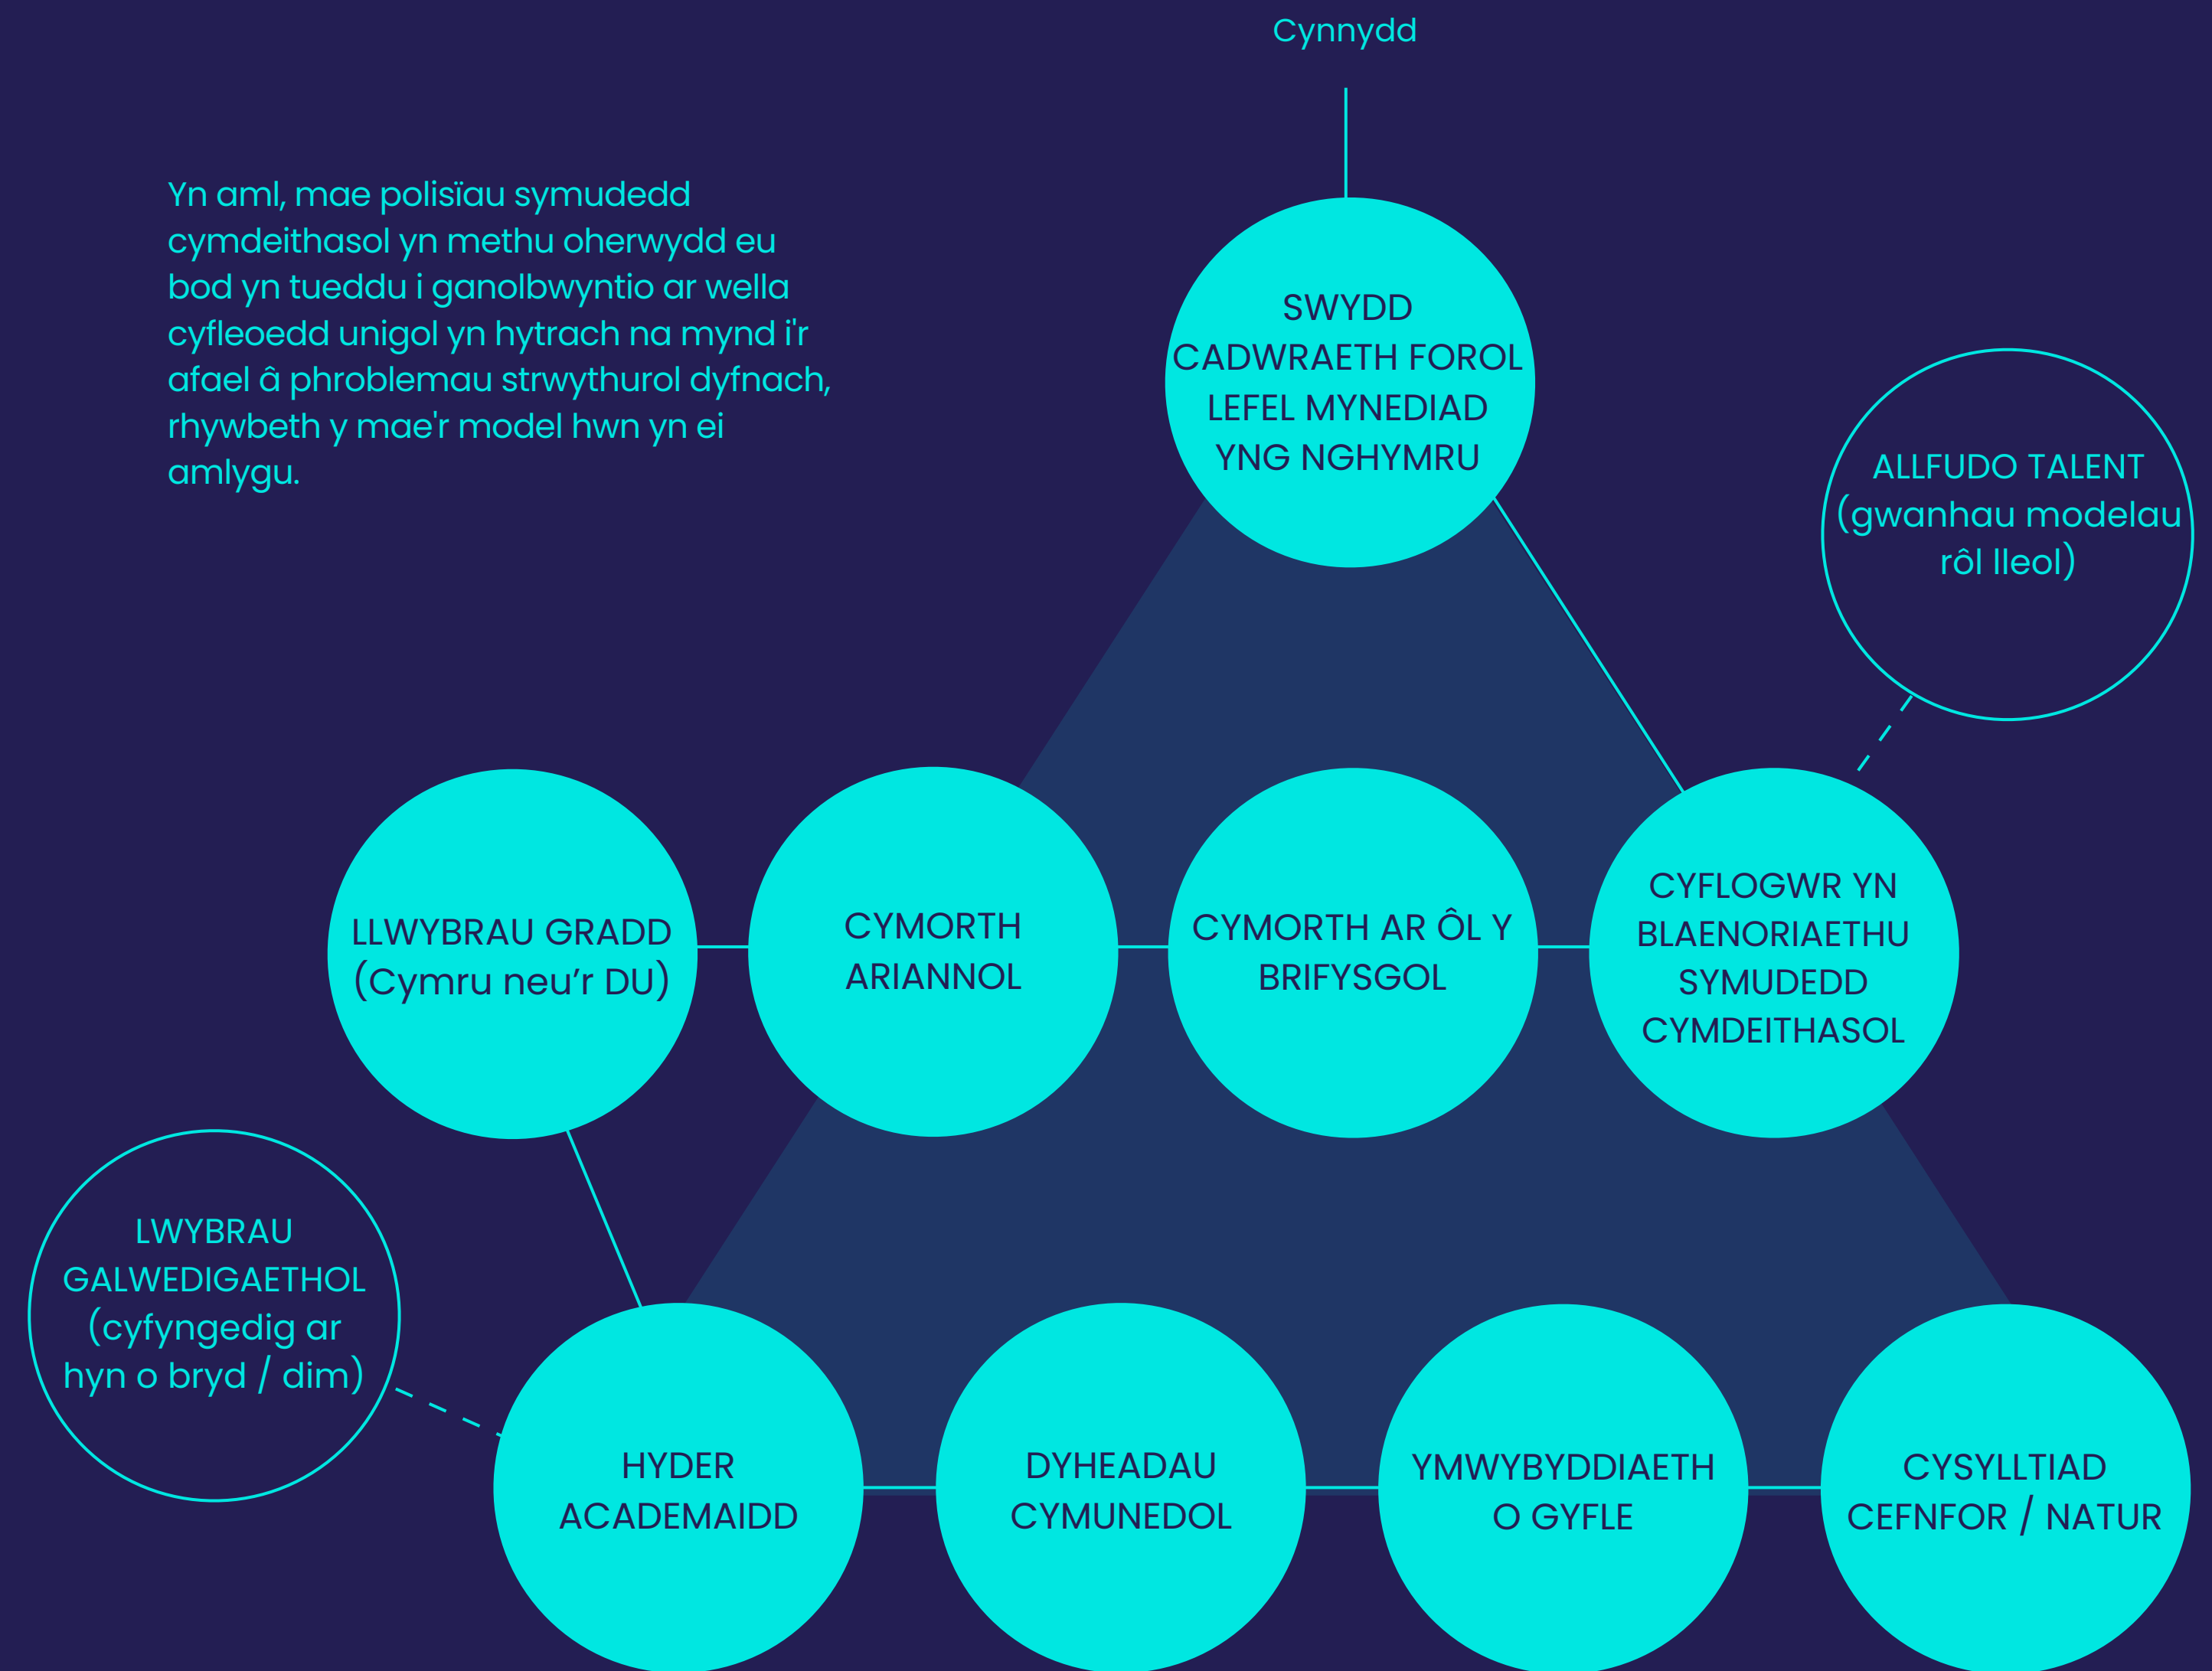 Cynnydd
Yn aml, mae polisïau symudedd
cymdeithasol yn methu oherwydd eu
bod yn tueddu i ganolbwyntio ar wella
cyfleoedd unigol yn hytrach na mynd i'r
afael â phroblemau strwythurol dyfnach,
rhywbeth y mae'r model hwn yn ei
amlygu.
SWYDD
CADWRAETH FOROL
LEFEL MYNEDIAD
YNG NGHYMRU
ALLFUDO TALENT
(gwanhau modelau
rôl lleol)
LLWYBRAU GRADD
(Cymru neu’r DU)
CYMORTH
ARIANNOL
CYMORTH AR ÔL Y
BRIFYSGOL
CYFLOGWR YN
BLAENORIAETHU
SYMUDEDD
CYMDEITHASOL
LWYBRAU
GALWEDIGAETHOL
(cyfyngedig ar
hyn o bryd / dim)
HYDER
ACADEMAIDD
DYHEADAU
CYMUNEDOL
YMWYBYDDIAETH
O GYFLE
CYSYLLTIAD
CEFNFOR / NATUR